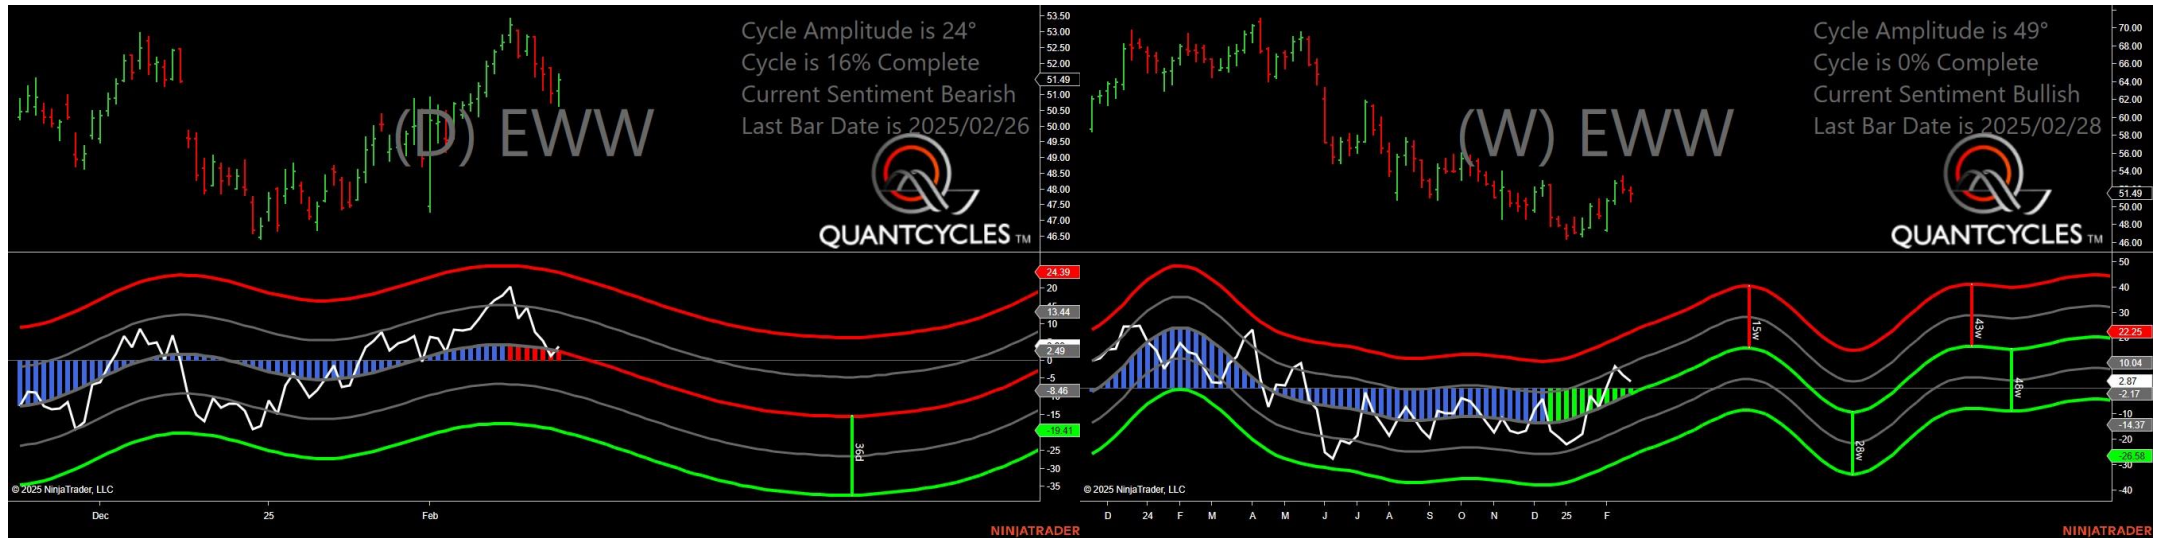 Cycle Amplitude is 24°
Cycle is 16% Complete
Current Sentiment Bearish
Last Bar Date is 2025/02/26
(D) EWW
QUANTCYCLES TM
53.50
53.00
52.50
52.00
51.49
51.00
50.50
50.00
49.50
49.00
48.50
48.00
47.50
47.00
46.50
24.39
20
13.44
10
2.49
0
-5
-8.46
-15
-19.41
-25
-30
-35
36d
© 2025 NinjaTrader, LLC
Dec
25
Feb
NINJATRADER
Cycle Amplitude is 49°
Cycle is 0% Complete
Current Sentiment Bullish
Last Bar Date is 2025/02/28
(W) EWW
QUANTCYCLES TM
70.00
68.00
66.00
64.00
62.00
60.00
58.00
56.00
54.00
51.49
50.00
48.00
46.00
50
40
30
22.25
10.04
2.87
-2.17
-10
-14.37
-20
-26.58
-30
-40
15w
28w
43w
48w
© 2025 NinjaTrader, LLC
D
24
F
M
A
M
J
J
A
S
O
N
D
25
F
NINJATRADER